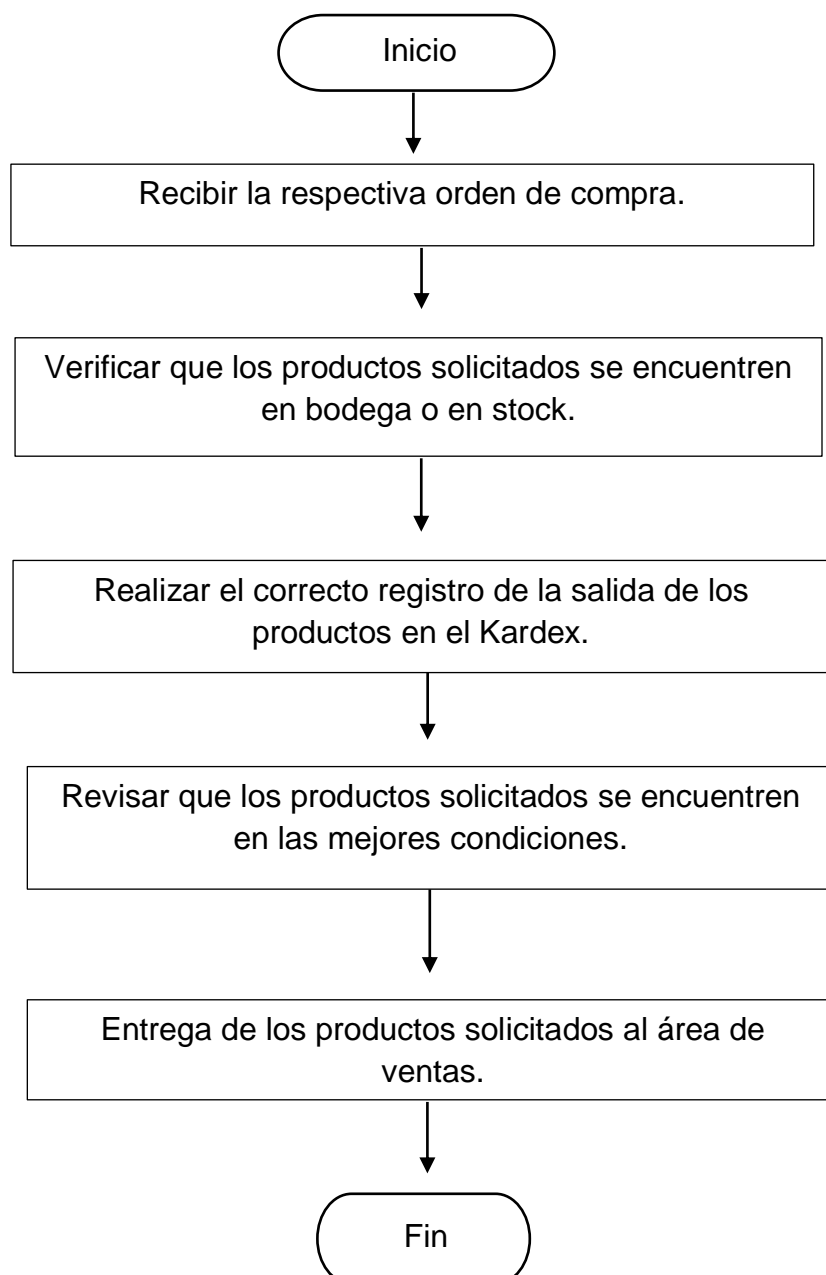 Inicio
Recibir la respectiva orden de compra.
Verificar que los productos solicitados se encuentren
en bodega o en stock.
Realizar el correcto registro de la salida de los
productos en el Kardex.
Revisar que los productos solicitados se encuentren
en las mejores condiciones.
Entrega de los productos solicitados al área de
ventas.
Fin